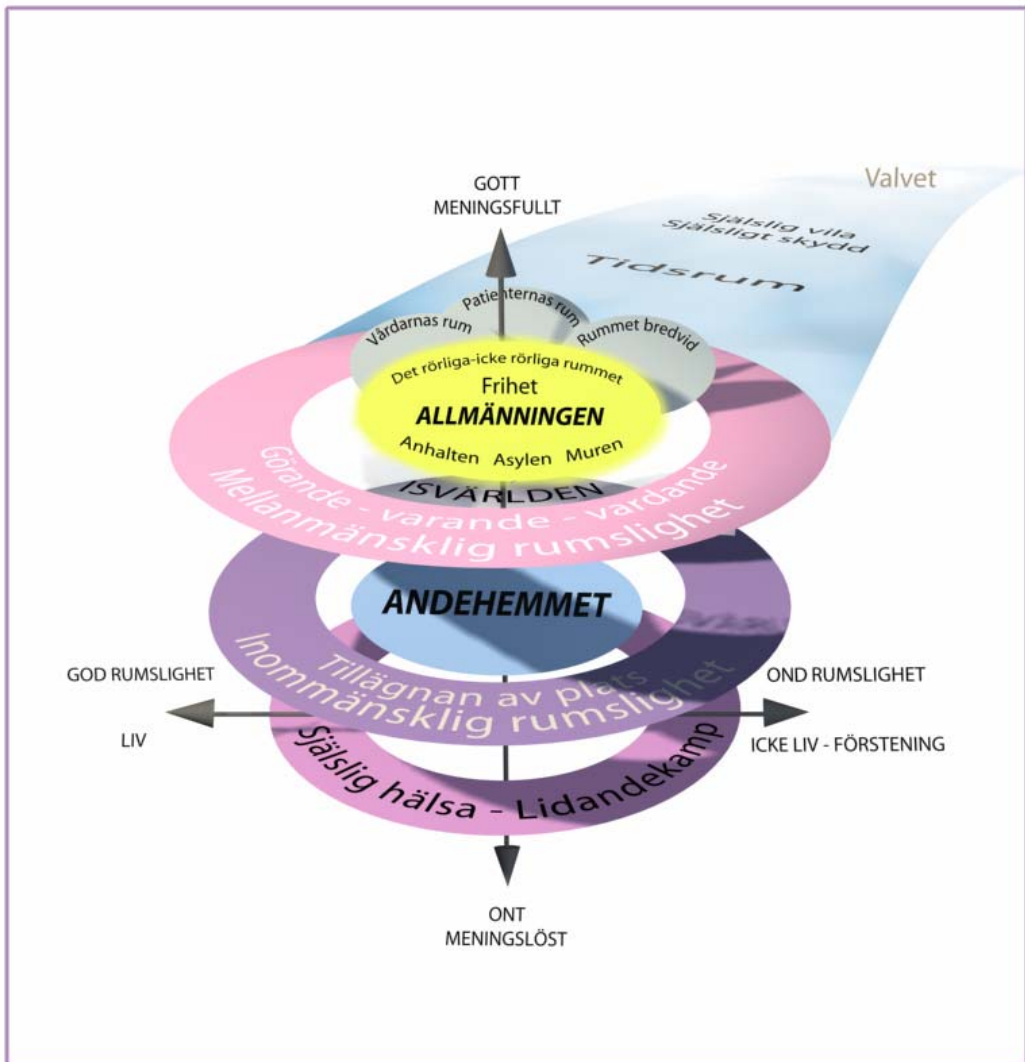 Valvet
GOTT
MENINGSFULLT
Själslig vila
Själsligt skydd
Tidsrum
Patienternas rum
Vårdarnas rum
Rummet bredvid
Det rörliga-icke rörliga rummet
Frihet
ALLMÄNNINGEN
Anhalten Asylen Muren
ISVÄRLDEN
Görande - varande - vardande
Mellanmänsklig rumslighet
ANDEHEMMET
Tillägnan av plats
Inommänsklig rumslighet
GOD RUMSLIGHET
OND RUMSLIGHET
LIV
ICKE LIV - FÖRSTENING
Själslig hälsa - Lidandekamp
ONT
MENINGSLÖST